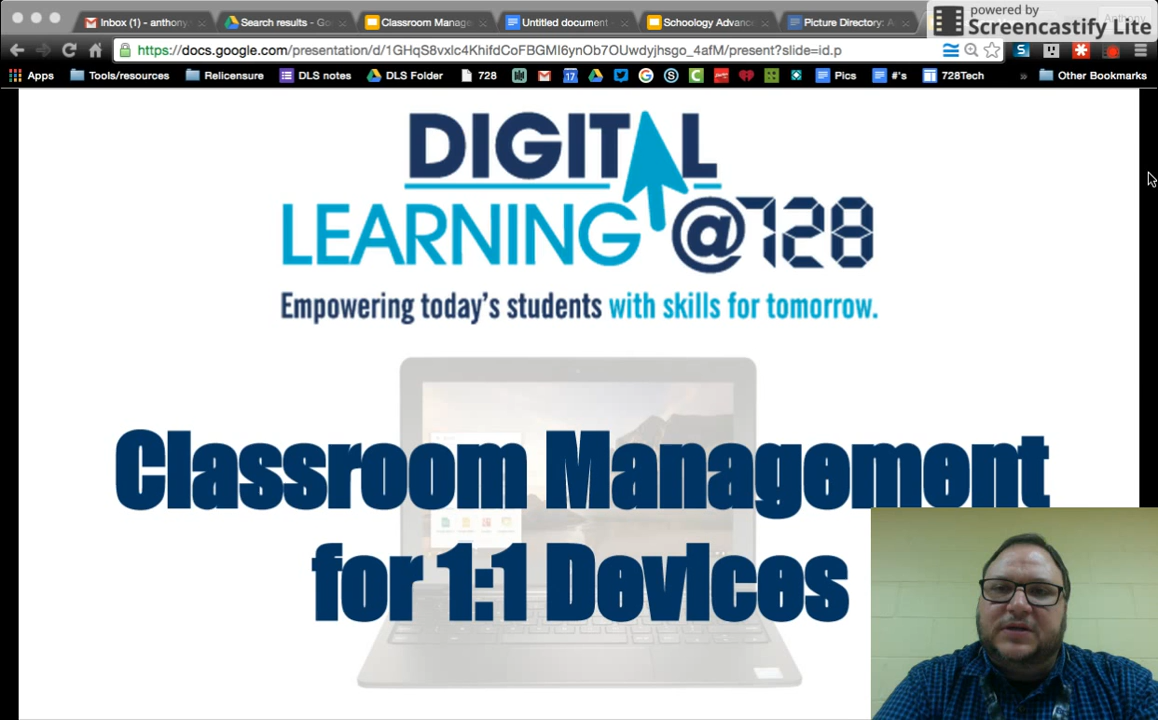 powered by
Screencastify Lite
Inbox (1) - anthony
Search results - Go
Classroom Manage
Untitled document -
Schoology Advanc
Picture Directory: A
https://docs.google.com/presentation/d/1GHqS8vxlc4KhifdCoFBGMI6ynOb7OUwdyjhsgo_4afM/present?slide=id.p
Apps Tools/resources Relicensure DLS notes DLS Folder 728 Pics #'s 728Tech » Other Bookmarks
DIGITAL
LEARNING @728
Empowering today's students with skills for tomorrow.
Classroom Management
for 1:1 Devices